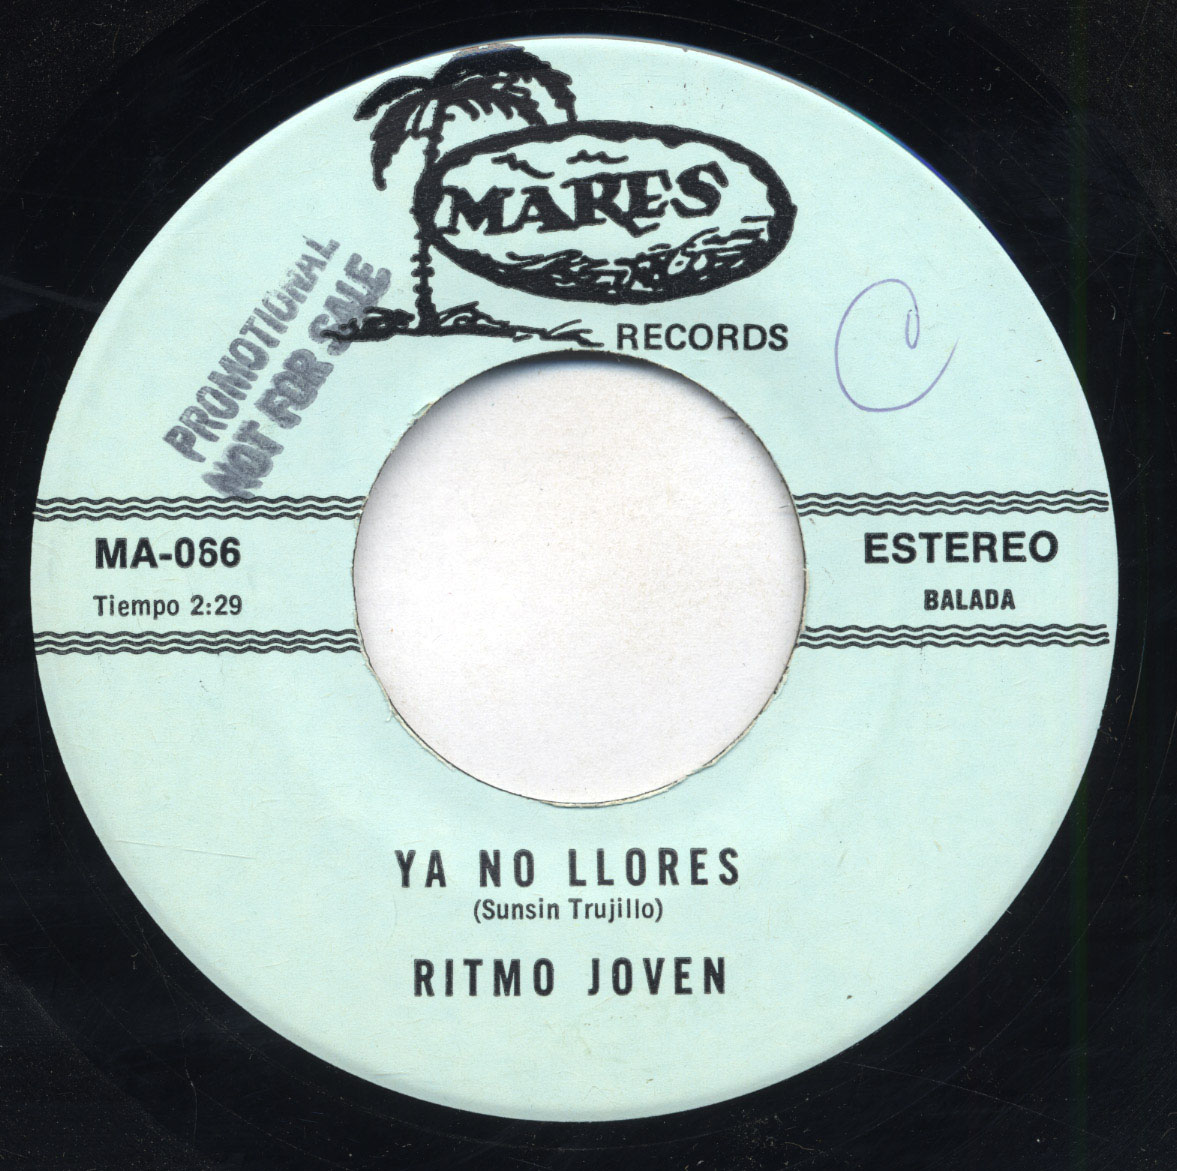 MARES
RECORDS
PROMOTIONAL
NOT FOR SALE
C
MA-066
Tiempo 2:29
ESTEREO
BALADA
YA NO LLORES
(Sunsin Trujillo)
RITMO JOVEN